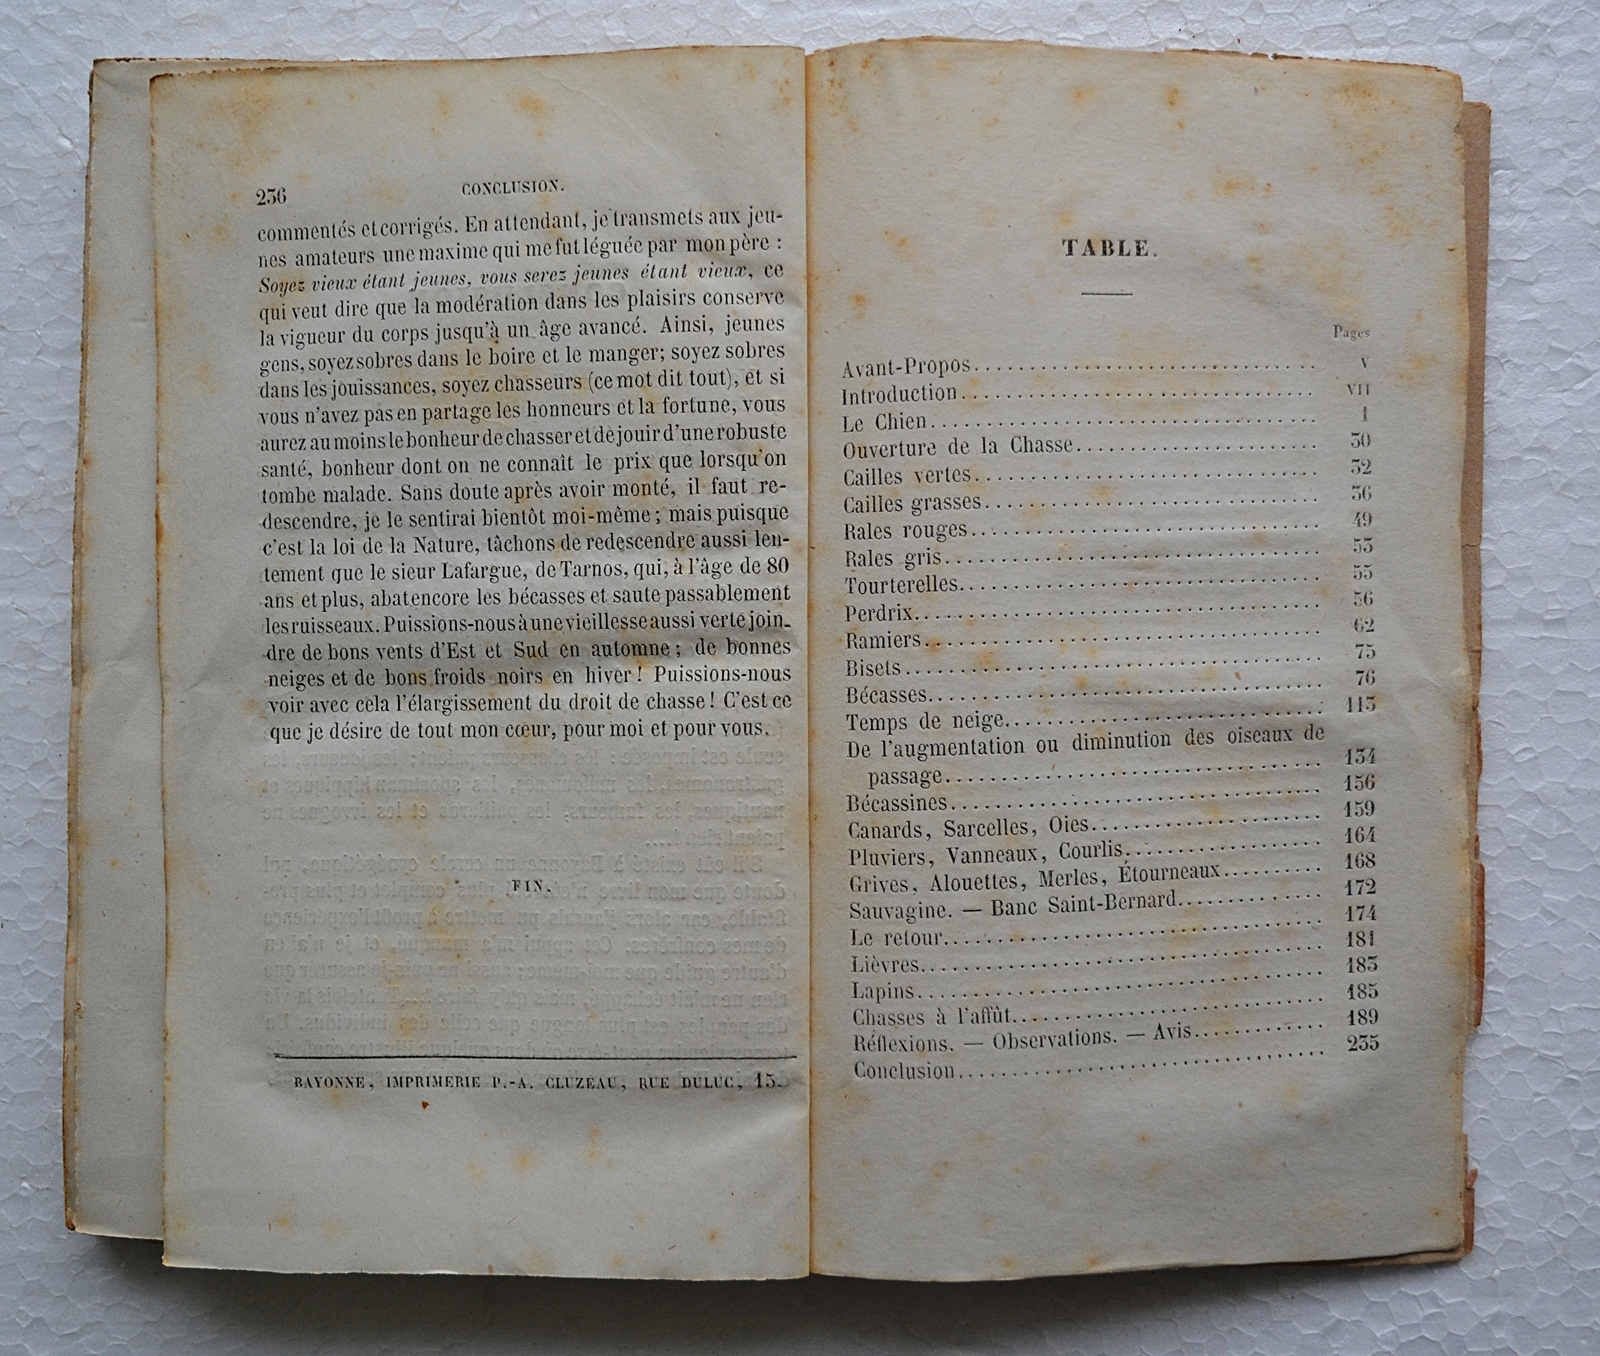 236
CONCLUSION.
commentés et corrigés. En attendant, je transmets aux jeu-
nes amateurs une maxime qui me fut léguée par mon père :
Soyez vieux étant jeunes, vous serez jeunes étant vieux, ce
qui veut dire que la modération dans les plaisirs conserve
la vigueur du corps jusqu'à un âge avancé. Ainsi, jeunes
gens, soyez sobres dans le boire et le manger; soyez sobres
dans les jouissances, soyez chasseurs (ce mot dit tout), et si
vous n'avez pas en partage les honneurs et la fortune, vous
aurez au moins le bonheur de chasser et de jouir d'une robuste
santé, bonheur dont on ne connaît le prix que lorsqu'on
tombe malade. Sans doute après avoir monté, il faut re-
descendre, je le sentirai bientôt moi-même; mais puisque
c'est la loi de la Nature, tâchons de redescendre aussi len-
tement que le sieur Lafargue, de Tarnos, qui, à l'âge de 80
ans et plus, abat encore les bécasses et saute passablement
les ruisseaux. Puissions-nous à une vieillesse aussi verte join-
dre de bons vents d'Est et Sud en automne; de bonnes
neiges et de bons froids noirs en hiver! Puissions-nous
voir avec cela l'élargissement du droit de chasse! C'est ce
que je désire de tout mon cœur, pour moi et pour vous.
FIN.
BAYONNE, IMPRIMERIE P.-A. CLUZEAU, RUE DULUC, 15.
TABLE.
Pages
Avant-Propos.............................. V
Introduction.............................. VII
Le Chien.............................. 1
Ouverture de la Chasse.............................. 30
Cailles vertes.............................. 32
Cailles grasses.............................. 36
Rales rouges.............................. 49
Rales gris.............................. 53
Tourterelles.............................. 55
Perdrix.............................. 56
Ramiers.............................. 62
Bisets.............................. 75
Bécasses.............................. 76
Temps de neige.............................. 113
De l'augmentation ou diminution des oiseaux de
passage.............................. 134
Bécassines.............................. 156
Canards, Sarcelles, Oies.............................. 159
Pluviers, Vanneaux, Courlis.............................. 164
Grives, Alouettes, Merles, Étourneaux.............................. 168
Sauvagine. — Banc Saint-Bernard.............................. 172
Le retour.............................. 174
Lièvres.............................. 181
Lapins.............................. 183
Chasses à l'affût.............................. 185
Réflexions. — Observations. — Avis.............................. 189
Conclusion.............................. 235